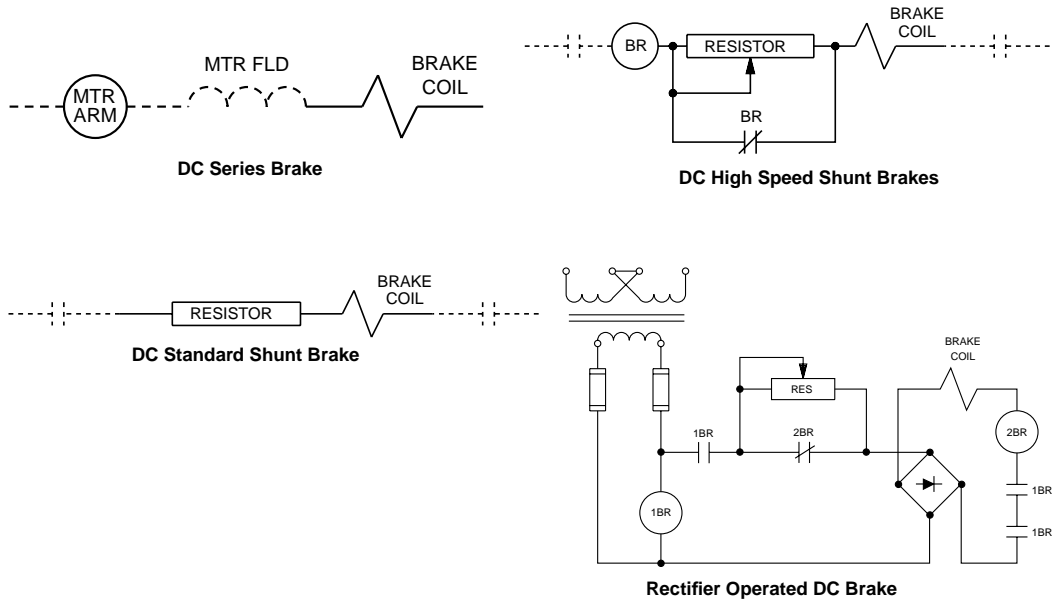 MTR
ARM
MTR FLD
BRAKE
COIL
DC Series Brake
BR
RESISTOR
BRAKE
COIL
BR
DC High Speed Shunt Brakes
RESISTOR
BRAKE
COIL
DC Standard Shunt Brake
RES
1BR
2BR
1BR
BRAKE
COIL
2BR
1BR
1BR
Rectifier Operated DC Brake